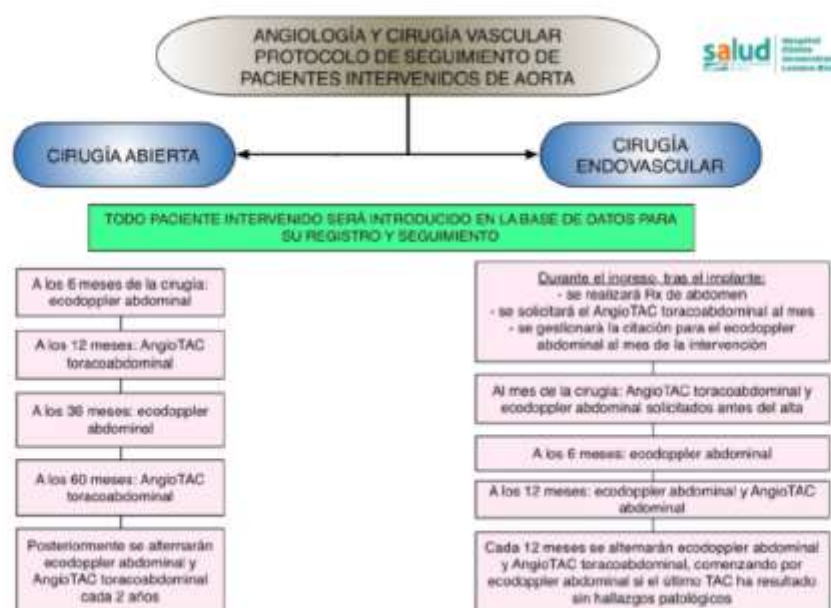 ANGIOLOGÍA Y CIRUGÍA VASCULAR
PROTOCOLO DE SEGUIMIENTO DE
PACIENTES INTERVENIDOS DE AORTA
salud
Hospital
Clínico
Universitario
Lozano Blesa
CIRUGÍA ABIERTA
CIRUGÍA
ENDOVASCULAR
TODO PACIENTE INTERVENIDO SERÁ INTRODUCIDO EN LA BASE DE DATOS PARA
SU REGISTRO Y SEGUIMIENTO
A los 6 meses de la cirugía:
ecodoppler abdominal
A los 12 meses: AngioTAC
toracoabdominal
A los 36 meses: ecodoppler
abdominal
A los 60 meses: AngioTAC
toracoabdominal
Posteriormente se alternarán
ecodoppler abdominal y
AngioTAC toracoabdominal
cada 2 años
Durante el ingreso, tras el implante:
- se realizará Rx de abdomen
- se solicitará el AngioTAC toracoabdominal al mes
- se gestionará la citación para el ecodoppler
abdominal al mes de la intervención
Al mes de la cirugía: AngioTAC toracoabdominal y
ecodoppler abdominal solicitados antes del alta
A los 6 meses: ecodoppler abdominal
A los 12 meses: ecodoppler abdominal y AngioTAC
abdominal
Cada 12 meses se alternarán ecodoppler abdominal
y AngioTAC toracoabdominal, comenzando por
ecodoppler abdominal si el último TAC ha resultado
sin hallazgos patológicos